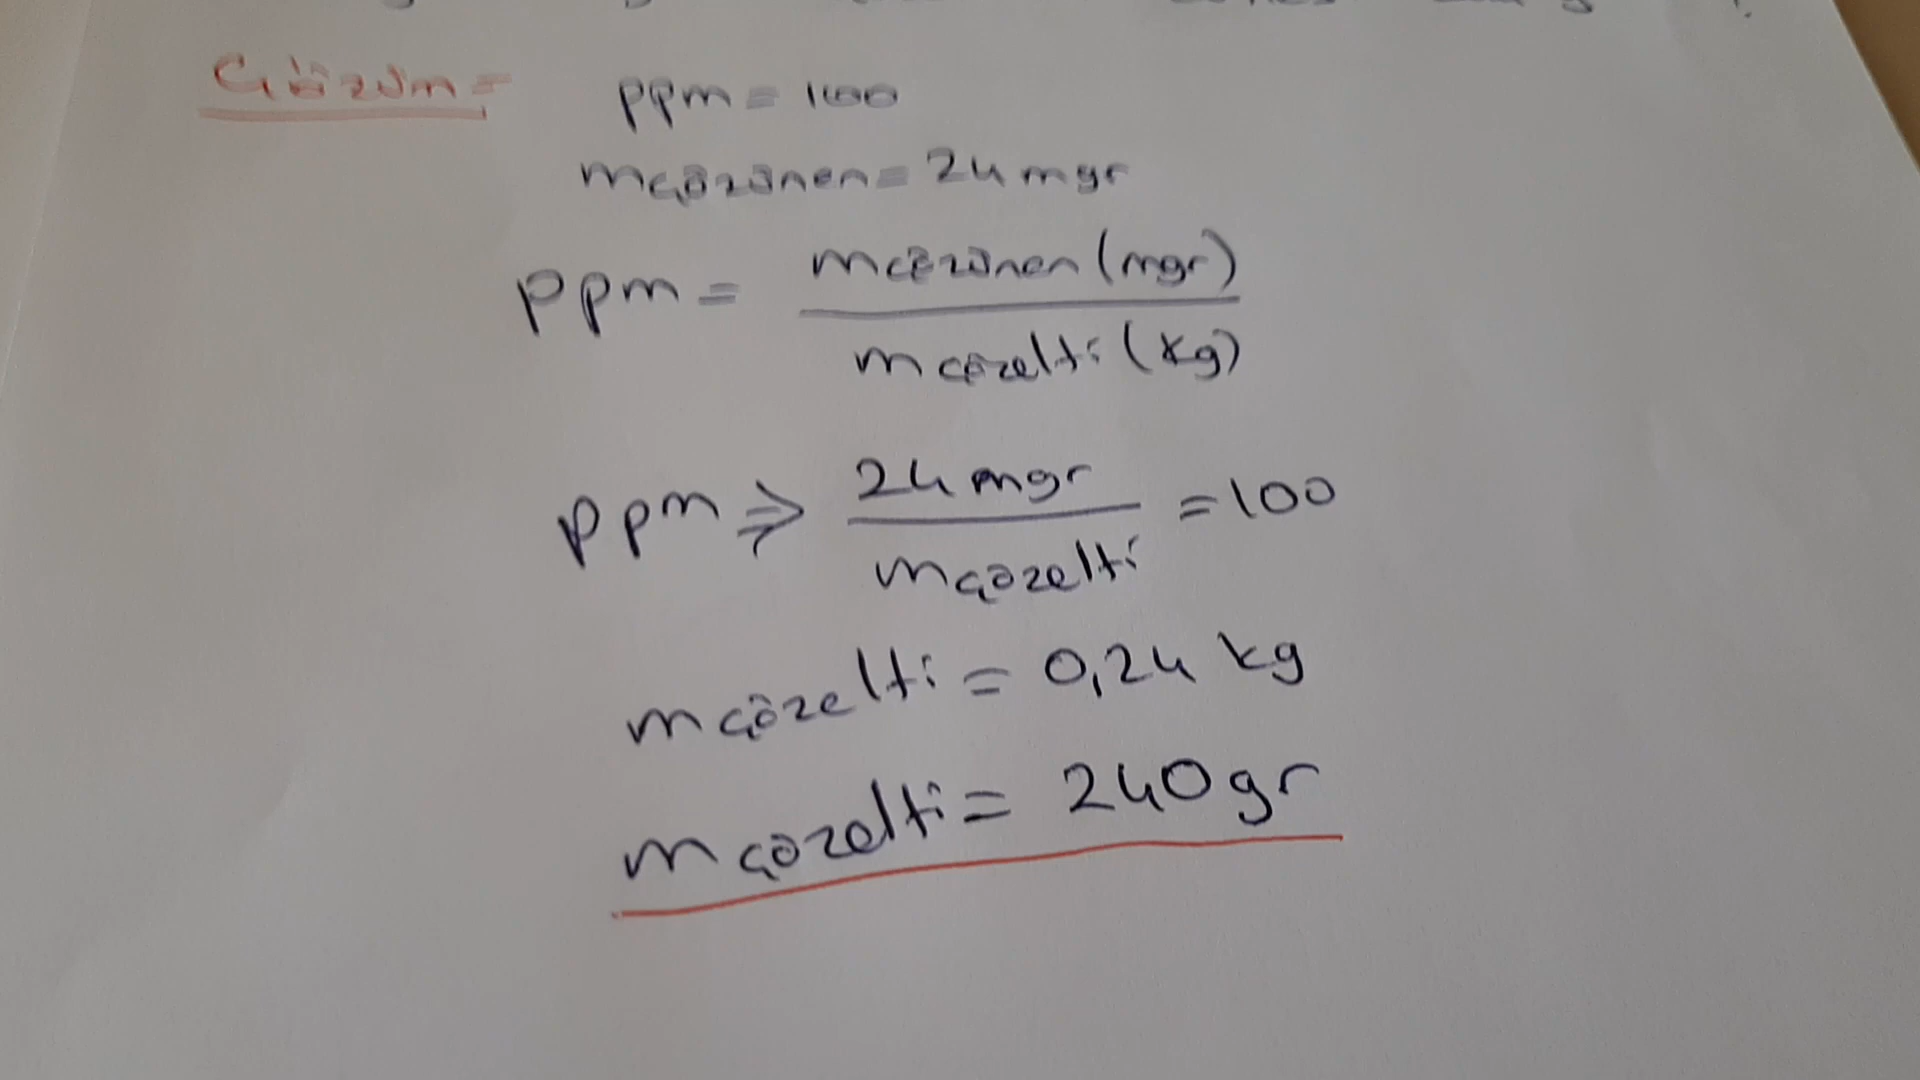 Çözüm=
ppm = 100
mçözünen = 24 mgr
ppm = mçözünen (mgr)
mçözelti (kg)
ppm ⇒ 24 mgr = 100
mçözelti
mçözelti = 0,24 kg
mçözelti = 240 gr